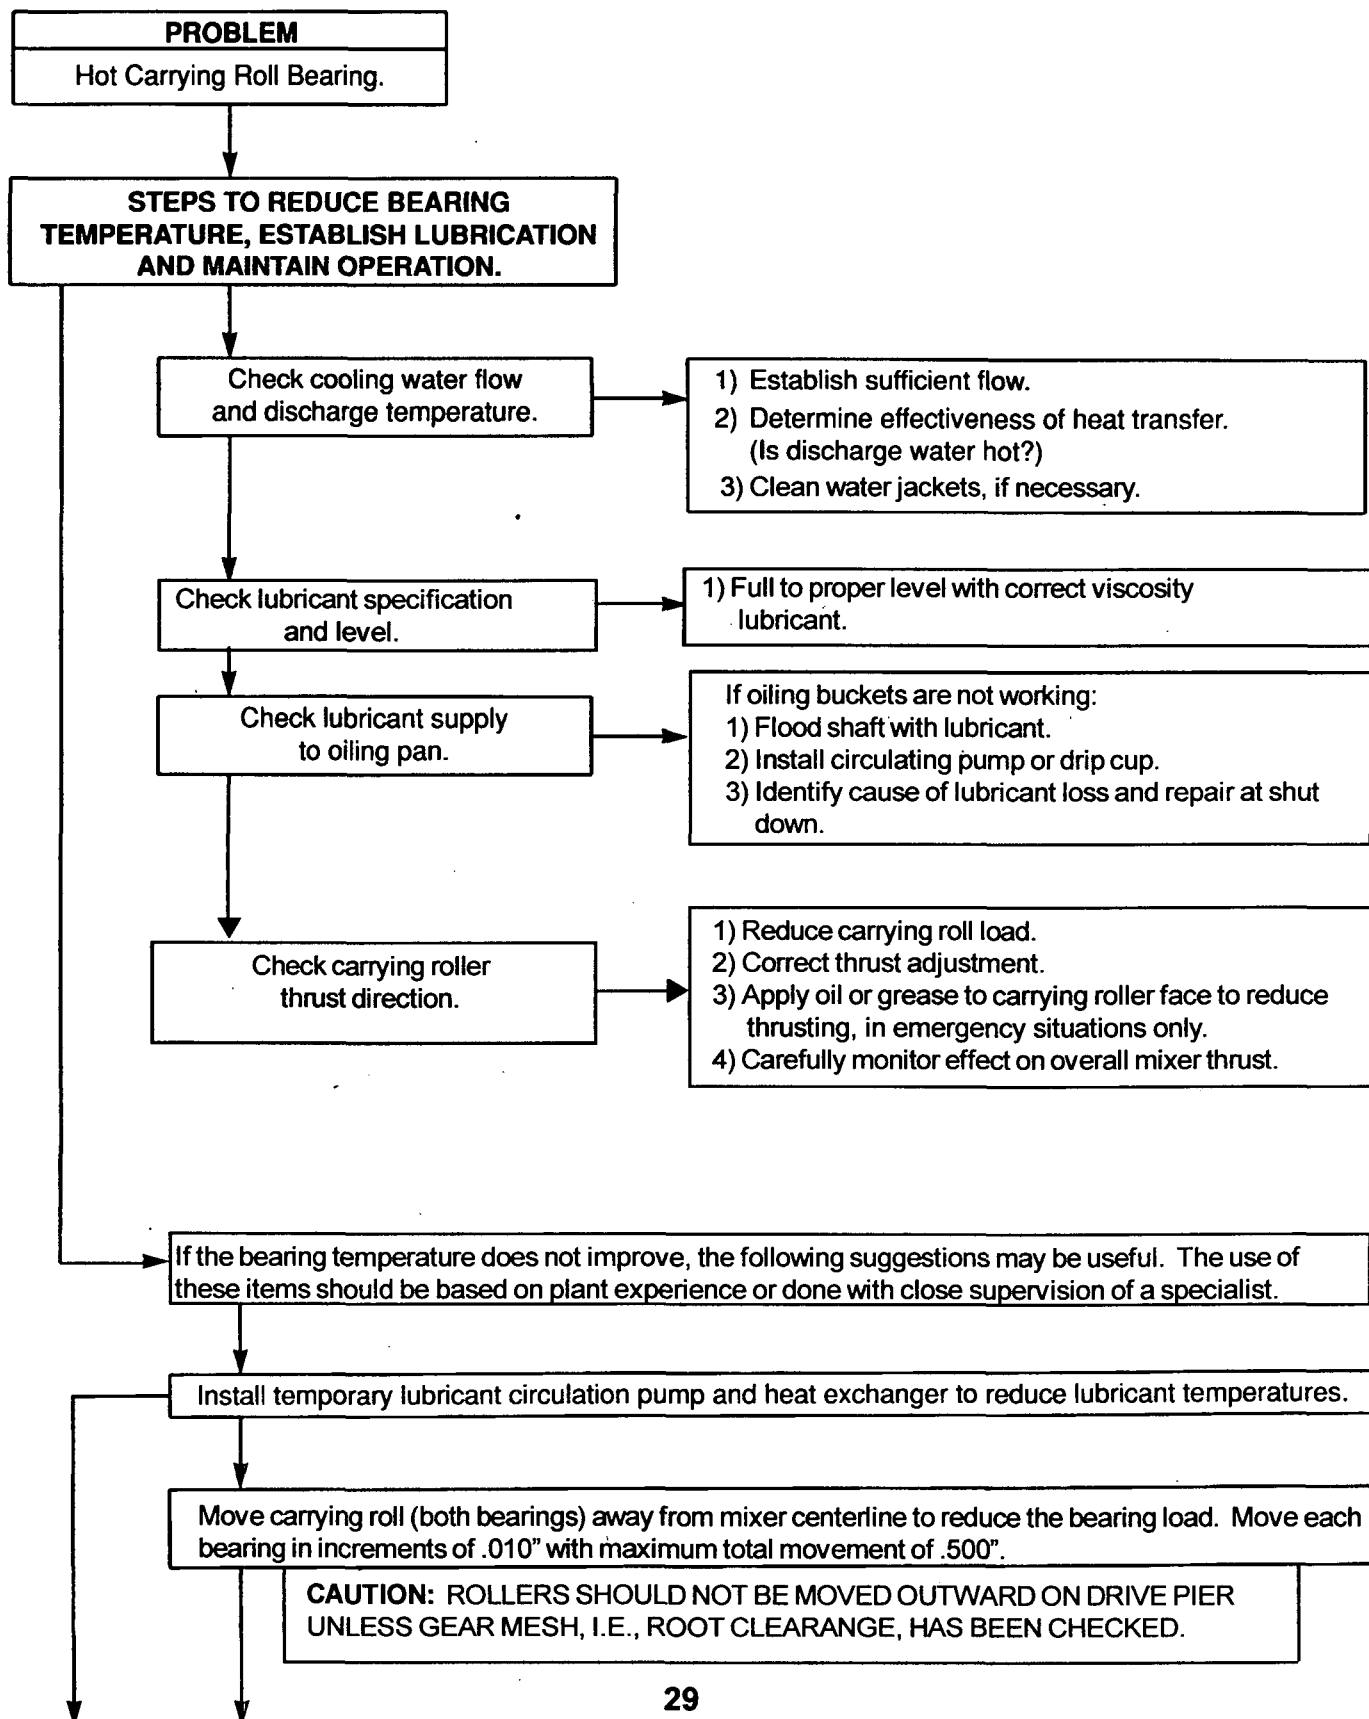 PROBLEM
Hot Carrying Roll Bearing.
STEPS TO REDUCE BEARING
TEMPERATURE, ESTABLISH LUBRICATION
AND MAINTAIN OPERATION.
Check cooling water flow
and discharge temperature.
1) Establish sufficient flow.
2) Determine effectiveness of heat transfer.
(Is discharge water hot?)
3) Clean water jackets, if necessary.
Check lubricant specification
and level.
1) Full to proper level with correct viscosity
lubricant.
Check lubricant supply
to oiling pan.
If oiling buckets are not working:
1) Flood shaft with lubricant.
2) Install circulating pump or drip cup.
3) Identify cause of lubricant loss and repair at shut
down.
Check carrying roller
thrust direction.
1) Reduce carrying roll load.
2) Correct thrust adjustment.
3) Apply oil or grease to carrying roller face to reduce
thrusting, in emergency situations only.
4) Carefully monitor effect on overall mixer thrust.
If the bearing temperature does not improve, the following suggestions may be useful. The use of
these items should be based on plant experience or done with close supervision of a specialist.
Install temporary lubricant circulation pump and heat exchanger to reduce lubricant temperatures.
Move carrying roll (both bearings) away from mixer centerline to reduce the bearing load. Move each
bearing in increments of .010" with maximum total movement of .500".
CAUTION: ROLLERS SHOULD NOT BE MOVED OUTWARD ON DRIVE PIER
UNLESS GEAR MESH, I.E., ROOT CLEARANGE, HAS BEEN CHECKED.
29